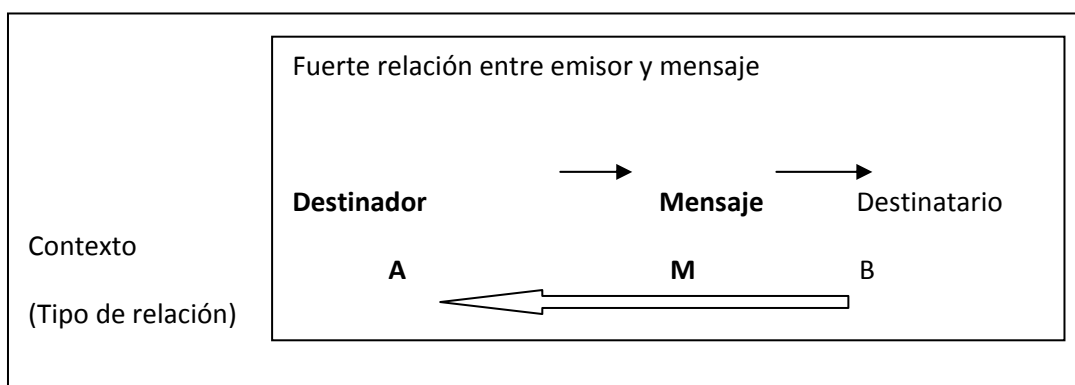 Fuerte relación entre emisor y mensaje
Destinador Mensaje Destinatario
Contexto
A M B
(Tipo de relación)